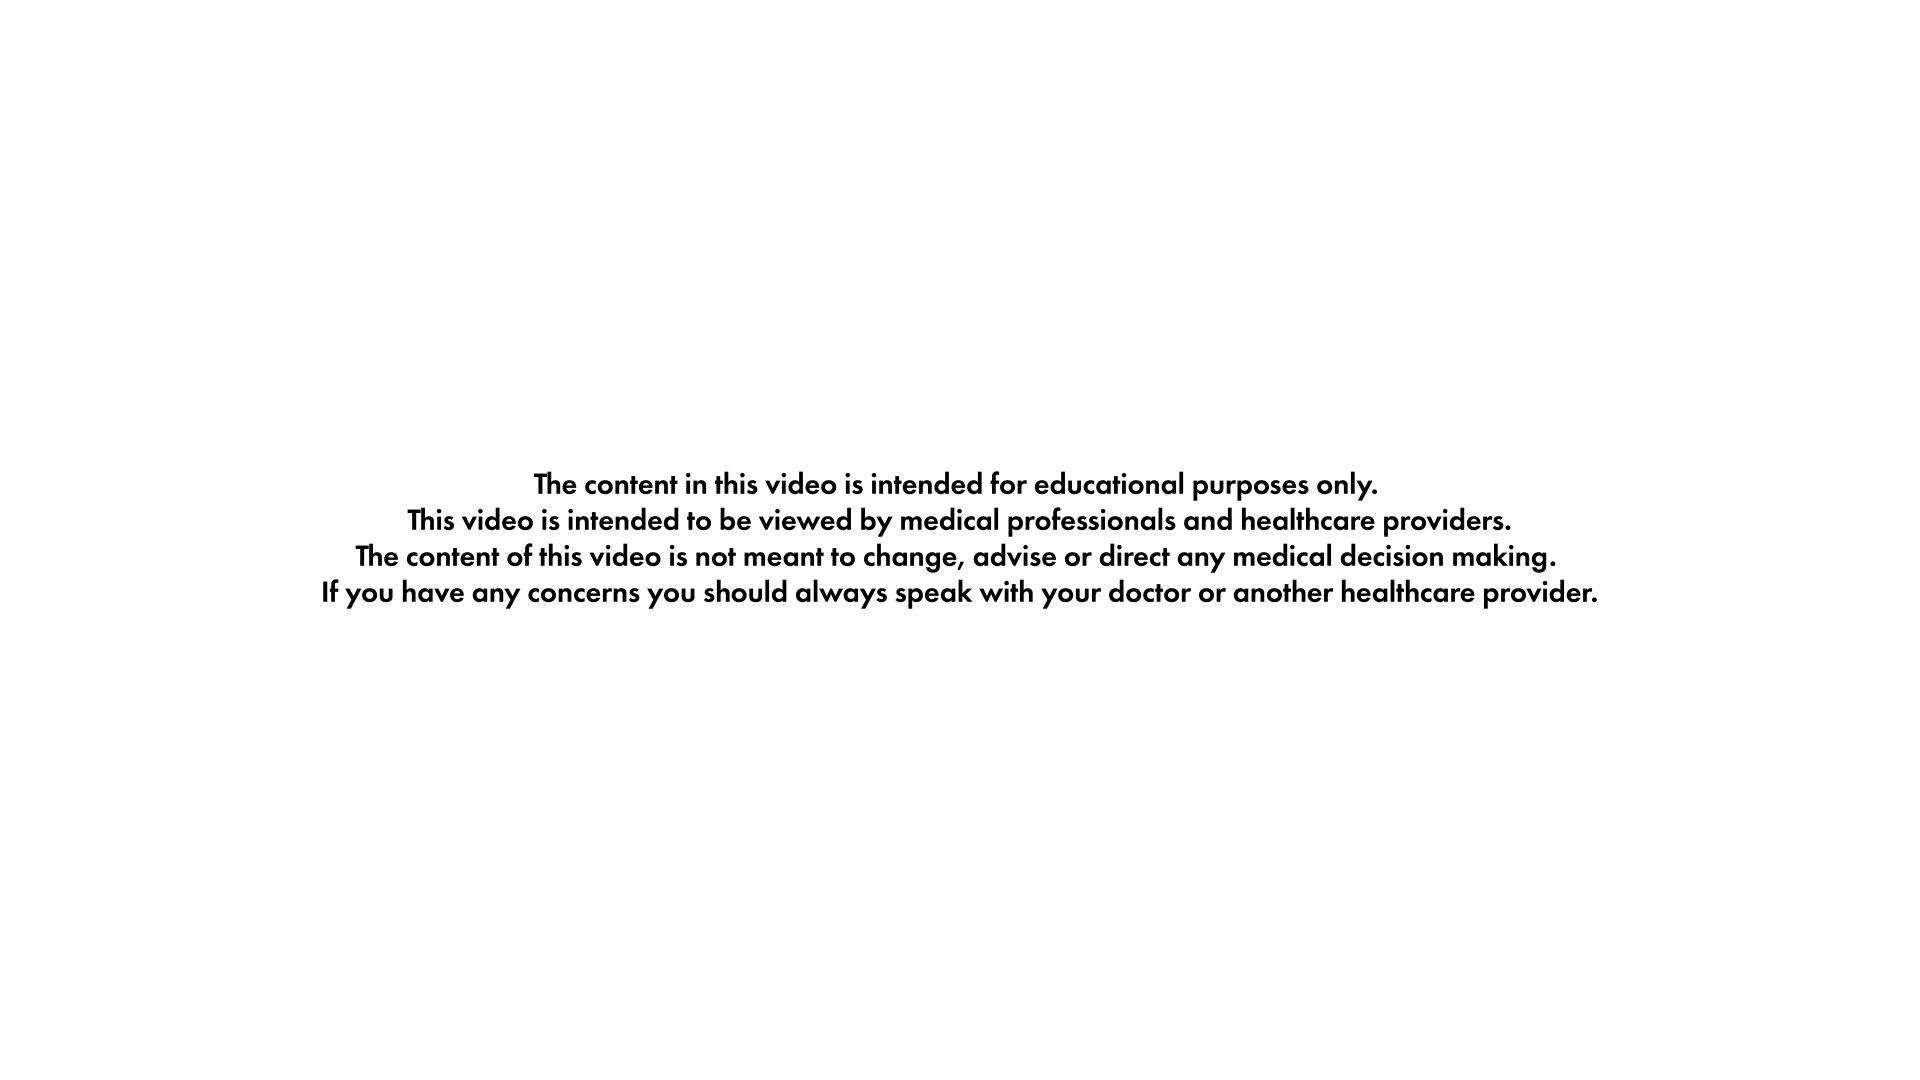 The content in this video is intended for educational purposes only.
This video is intended to be viewed by medical professionals and healthcare providers.
The content of this video is not meant to change, advise or direct any medical decision making.
If you have any concerns you should always speak with your doctor or another healthcare provider.